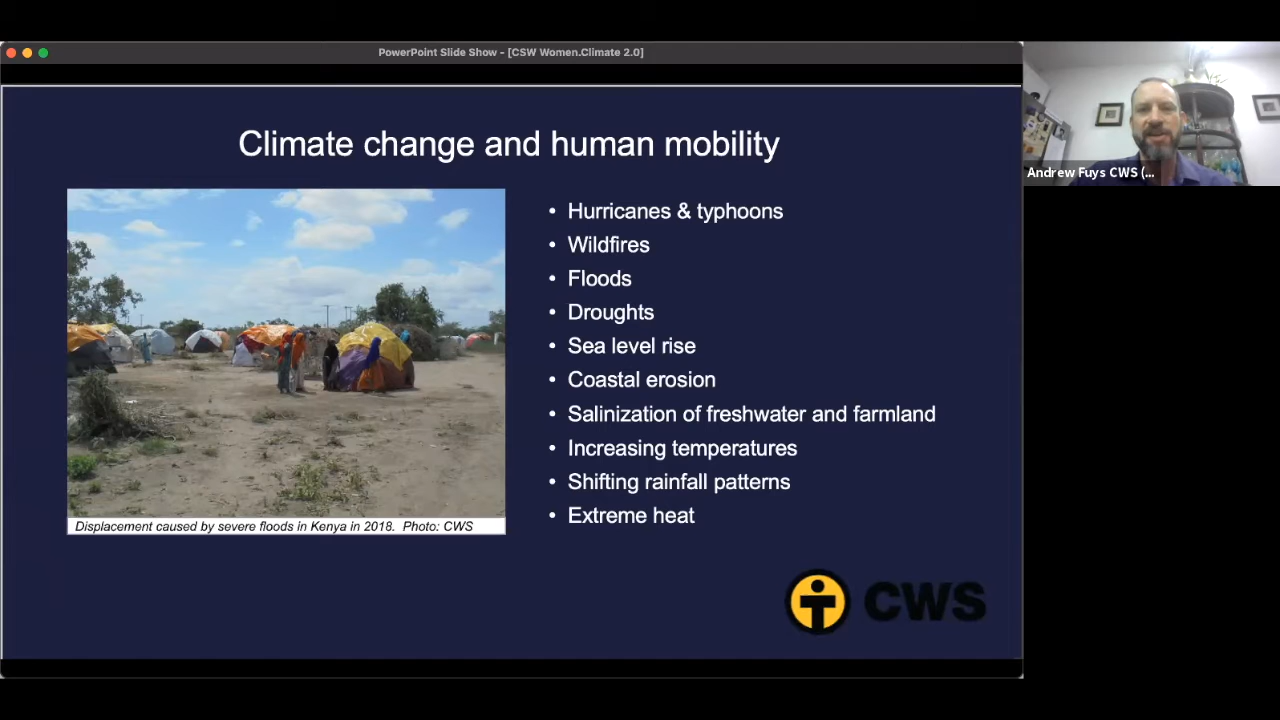 PowerPoint Slide Show - [CSW Women.Climate 2.0]
Climate change and human mobility
• Hurricanes & typhoons
• Wildfires
• Floods
• Droughts
• Sea level rise
• Coastal erosion
• Salinization of freshwater and farmland
• Increasing temperatures
• Shifting rainfall patterns
• Extreme heat
Displacement caused by severe floods in Kenya in 2018. Photo: CWS
CWS
Andrew Fuys CWS (...